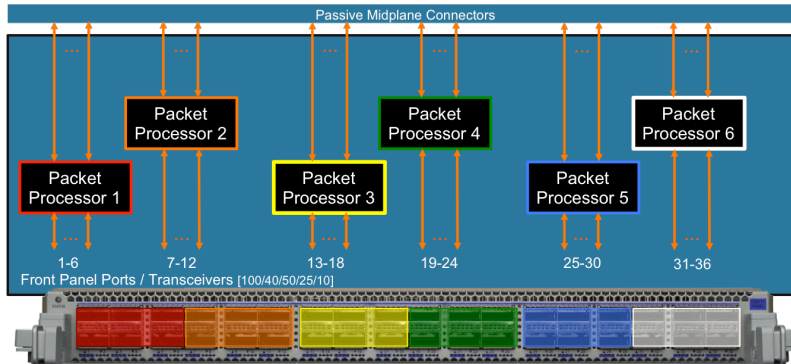 Passive Midplane Connectors
... ... ... ... ... ...
Packet
Processor 2
Packet
Processor 4
Packet
Processor 6
Packet
Processor 1
Packet
Processor 3
Packet
Processor 5
... ... ... ... ... ...
1-6 7-12 13-18 19-24 25-30 31-36
Front Panel Ports / Transceivers [100/40/50/25/10]